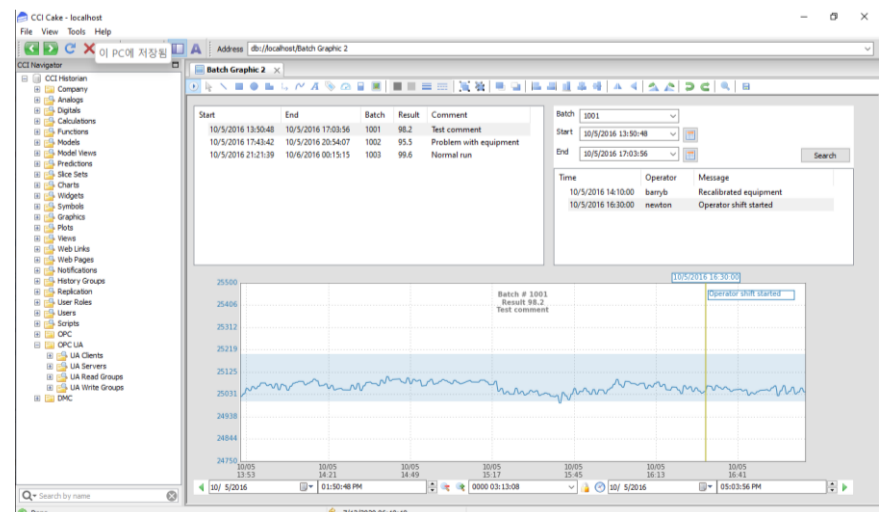 CCI Cake - localhost
File View Tools Help
이 PC에 저장됨
Address db://localhost/Batch Graphic 2
CCI Navigator
CCI Historian
Company
Analogs
Digitals
Calculations
Functions
Models
Model Views
Predictions
Slice Sets
Charts
Widgets
Symbols
Graphics
Plots
Views
Web Links
Web Pages
Notifications
History Groups
Replication
User Roles
Users
Scripts
OPC
OPC UA
UA Clients
UA Servers
UA Read Groups
UA Write Groups
DMC
Search by name
Batch Graphic 2
Start End Batch Result Comment
10/5/2016 13:50:48 10/5/2016 17:03:56 1001 98.2 Test comment
10/5/2016 17:43:42 10/5/2016 20:54:07 1002 95.5 Problem with equipment
10/5/2016 21:21:39 10/6/2016 00:15:15 1003 99.6 Normal run
Batch 1001
Start 10/5/2016 13:50:48
End 10/5/2016 17:03:56
Search
Time Operator Message
10/5/2016 14:10:00 barryb Recalibrated equipment
10/5/2016 16:30:00 newton Operator shift started
10/5/2016 16:30:00
Operator shift started
Batch # 1001
Result 98.2
Test comment
25500
25406
25312
25219
25125
25031
24938
24844
24750
10/05 10/05 10/05 10/05 10/05 10/05 10/05
13:53 14:21 14:49 15:17 15:45 16:13 16:41
10/ 5/2016 01:50:48 PM 0000 03:13:08 10/ 5/2016 05:03:56 PM